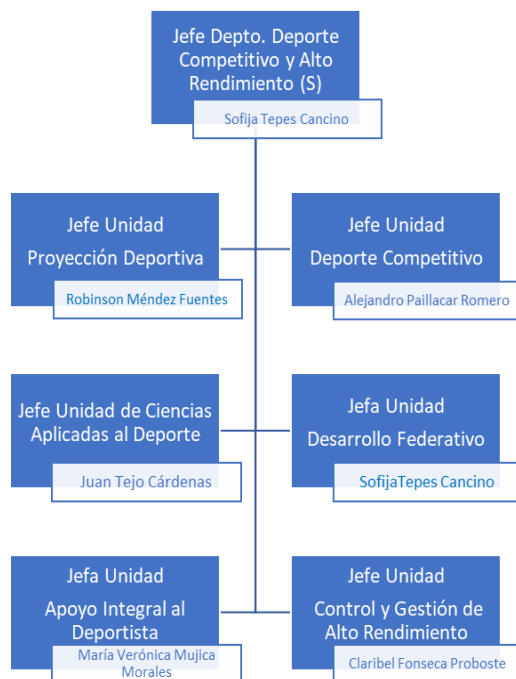 Jefe Depto. Deporte
Competitivo y Alto
Rendimiento (S)
Sofija Tepes Cancino
Jefe Unidad
Proyección Deportiva
Robinson Méndez Fuentes
Jefe Unidad
Deporte Competitivo
Alejandro Paillacar Romero
Jefe Unidad de Ciencias
Aplicadas al Deporte
Juan Tejo Cárdenas
Jefa Unidad
Desarrollo Federativo
SofijaTepes Cancino
Jefa Unidad
Apoyo Integral al
Deportista
María Verónica Mujica
Morales
Jefe Unidad
Control y Gestión de
Alto Rendimiento
Claribel Fonseca Proboste